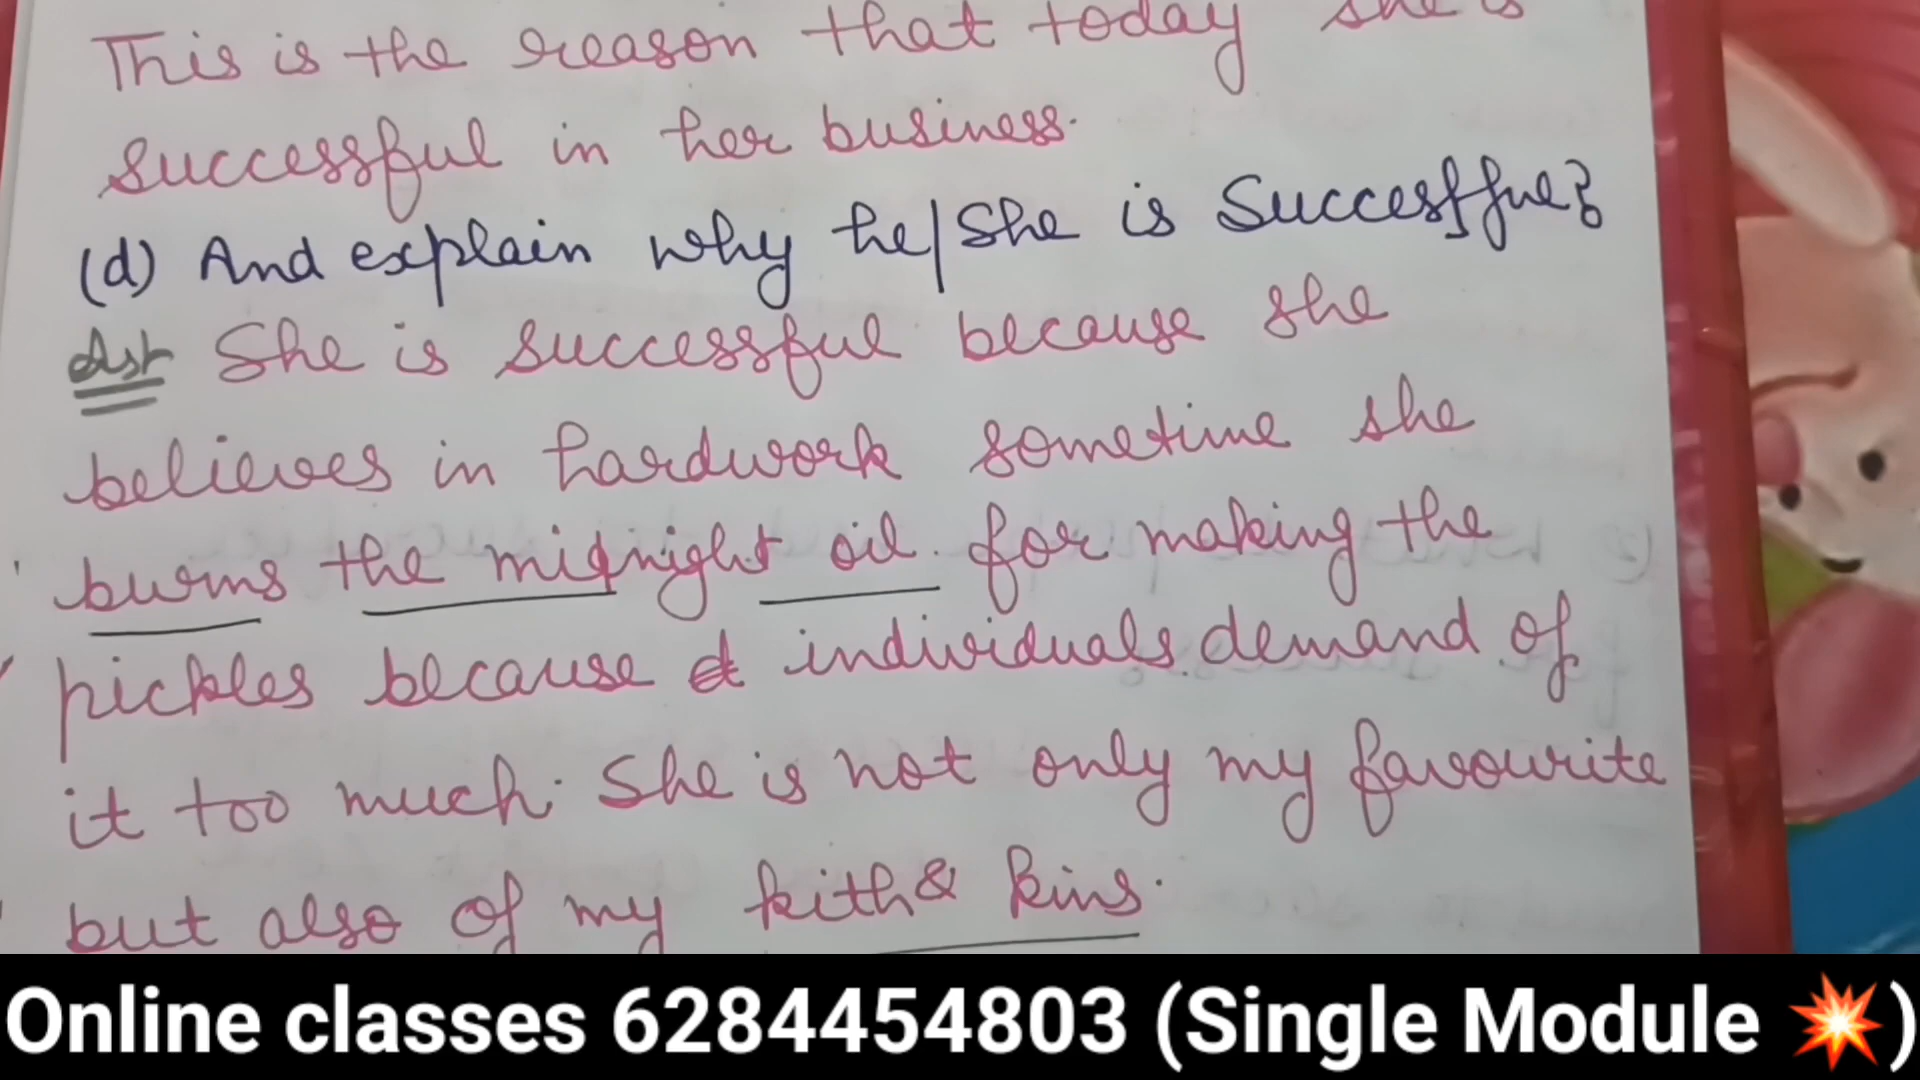 This is the reason that today she is
successful in her business.
(d) And explain why he/She is Successful?
Ans She is successful because she
believes in hardwork sometime she
burns the midnight oil for making the
pickles because individuals demand of
it too much. She is not only my favourite
but also of my kith & kins.
Online classes 6284454803 (Single Module 💥)